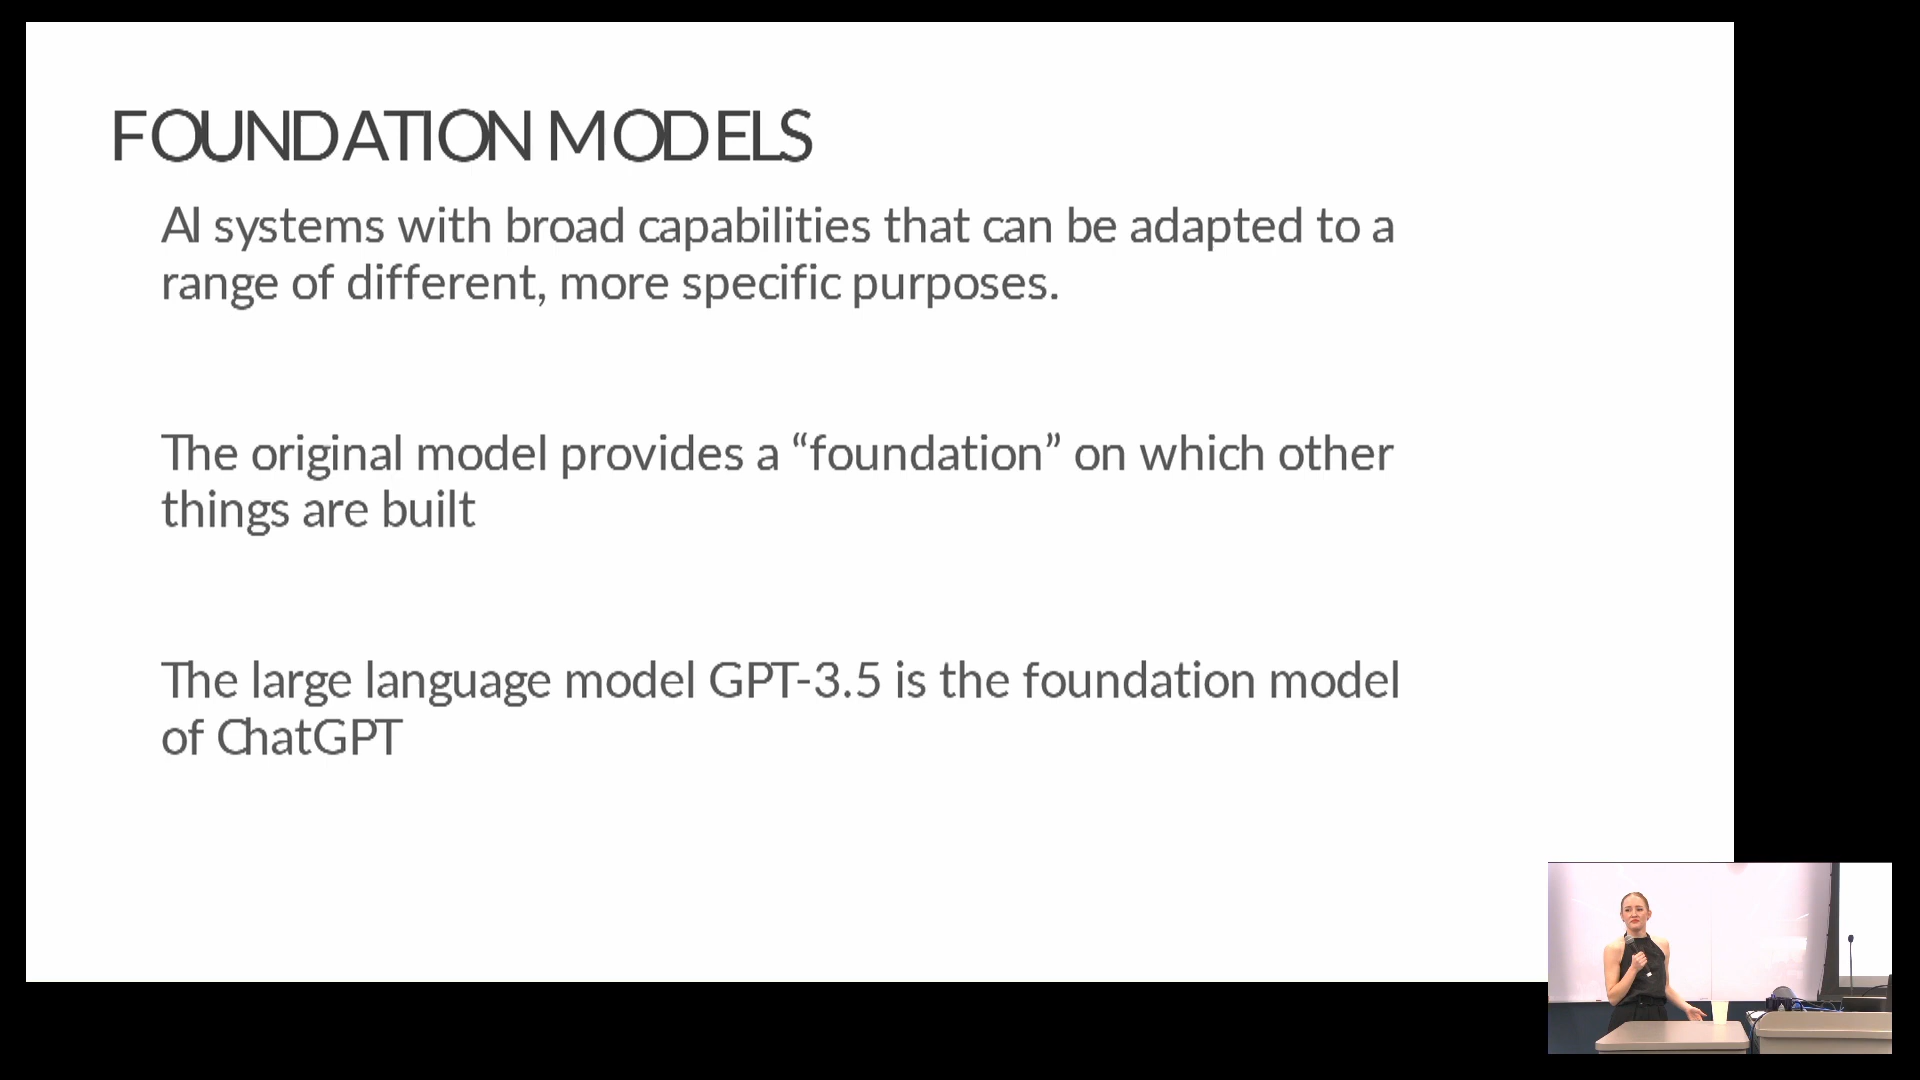 FOUNDATION MODELS
AI systems with broad capabilities that can be adapted to a
range of different, more specific purposes.
The original model provides a “foundation” on which other
things are built
The large language model GPT-3.5 is the foundation model
of ChatGPT